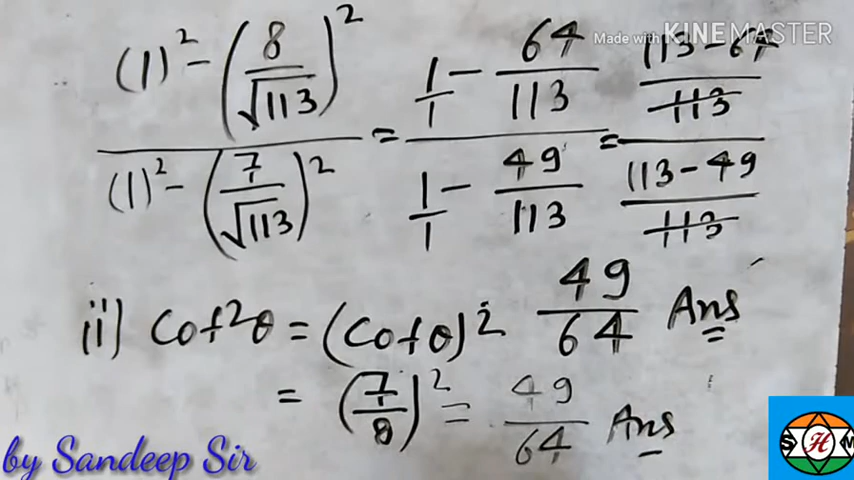 Made with KINEMASTER
((1)² - (8/√113)²) / ((1)² - (7/√113)²) = (1/1 - 64/113) / (1/1 - 49/113) = ((113-64)/113) / ((113-49)/113)
49/64 Ans
ii) Cot²θ = (Cotθ)²
= (7/8)² = 49/64 Ans
by Sandeep Sir
S H M